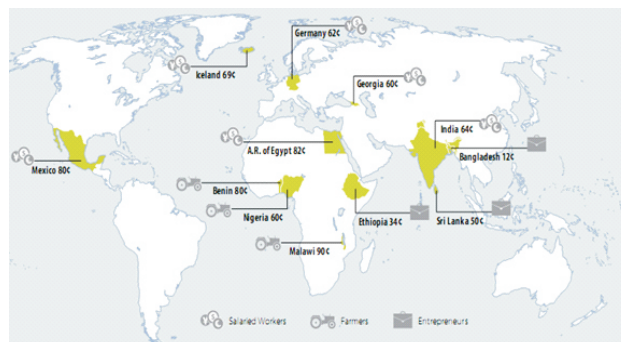 Germany 62¢
Iceland 69¢
Georgia 60¢
India 64¢
A.R. of Egypt 82¢
Bangladesh 12¢
Mexico 80¢
Benin 80¢
Nigeria 60¢
Ethiopia 34¢
Sri Lanka 50¢
Malawi 90¢
Salaried Workers
Farmers
Entrepreneurs